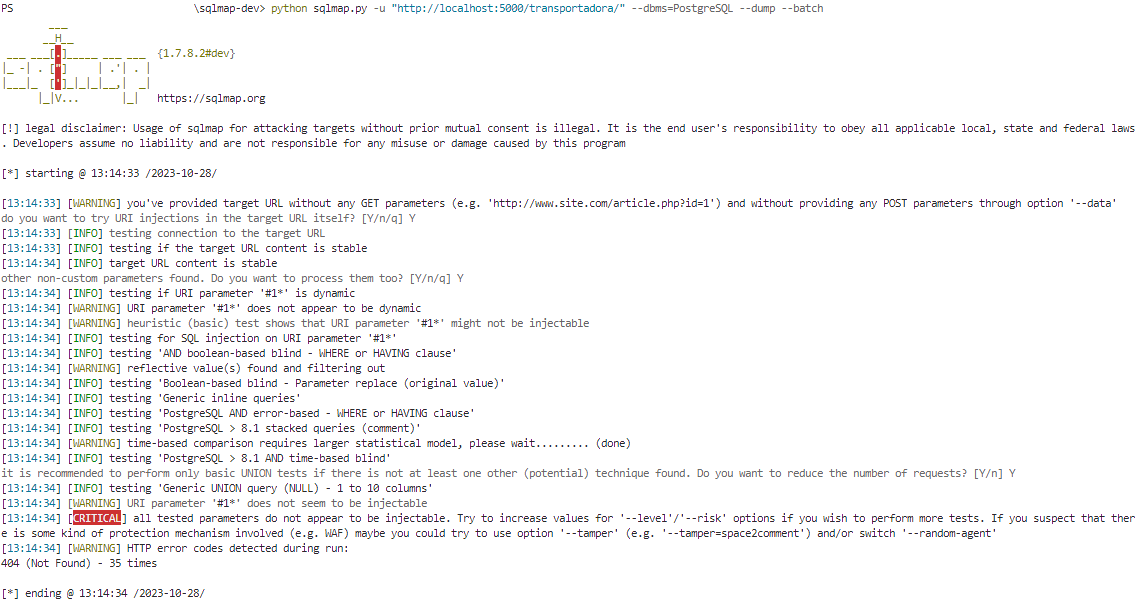 PS \sqlmap-dev> python sqlmap.py -u "http://localhost:5000/transportadora/" --dbms=PostgreSQL --dump --batch
        ___
       __H__
 ___ ___[.]_____ ___ ___  {1.7.8.2#dev}
|_ -| . ["]     | .'| . |
|___|_  [']_|_|_|__,|  _|
      |_|V...       |_|   https://sqlmap.org
[!] legal disclaimer: Usage of sqlmap for attacking targets without prior mutual consent is illegal. It is the end user's responsibility to obey all applicable local, state and federal laws
. Developers assume no liability and are not responsible for any misuse or damage caused by this program
[*] starting @ 13:14:33 /2023-10-28/
[13:14:33] [WARNING] you've provided target URL without any GET parameters (e.g. 'http://www.site.com/article.php?id=1') and without providing any POST parameters through option '--data'
do you want to try URI injections in the target URL itself? [Y/n/q] Y
[13:14:33] [INFO] testing connection to the target URL
[13:14:33] [INFO] testing if the target URL content is stable
[13:14:34] [INFO] target URL content is stable
other non-custom parameters found. Do you want to process them too? [Y/n/q] Y
[13:14:34] [INFO] testing if URI parameter '#1*' is dynamic
[13:14:34] [WARNING] URI parameter '#1*' does not appear to be dynamic
[13:14:34] [WARNING] heuristic (basic) test shows that URI parameter '#1*' might not be injectable
[13:14:34] [INFO] testing for SQL injection on URI parameter '#1*'
[13:14:34] [INFO] testing 'AND boolean-based blind - WHERE or HAVING clause'
[13:14:34] [WARNING] reflective value(s) found and filtering out
[13:14:34] [INFO] testing 'Boolean-based blind - Parameter replace (original value)'
[13:14:34] [INFO] testing 'Generic inline queries'
[13:14:34] [INFO] testing 'PostgreSQL AND error-based - WHERE or HAVING clause'
[13:14:34] [INFO] testing 'PostgreSQL > 8.1 stacked queries (comment)'
[13:14:34] [WARNING] time-based comparison requires larger statistical model, please wait......... (done)
[13:14:34] [INFO] testing 'PostgreSQL > 8.1 AND time-based blind'
it is recommended to perform only basic UNION tests if there is not at least one other (potential) technique found. Do you want to reduce the number of requests? [Y/n] Y
[13:14:34] [INFO] testing 'Generic UNION query (NULL) - 1 to 10 columns'
[13:14:34] [WARNING] URI parameter '#1*' does not seem to be injectable
[13:14:34] [CRITICAL] all tested parameters do not appear to be injectable. Try to increase values for '--level'/'--risk' options if you wish to perform more tests. If you suspect that ther
e is some kind of protection mechanism involved (e.g. WAF) maybe you could try to use option '--tamper' (e.g. '--tamper=space2comment') and/or switch '--random-agent'
[13:14:34] [WARNING] HTTP error codes detected during run:
404 (Not Found) - 35 times
[*] ending @ 13:14:34 /2023-10-28/